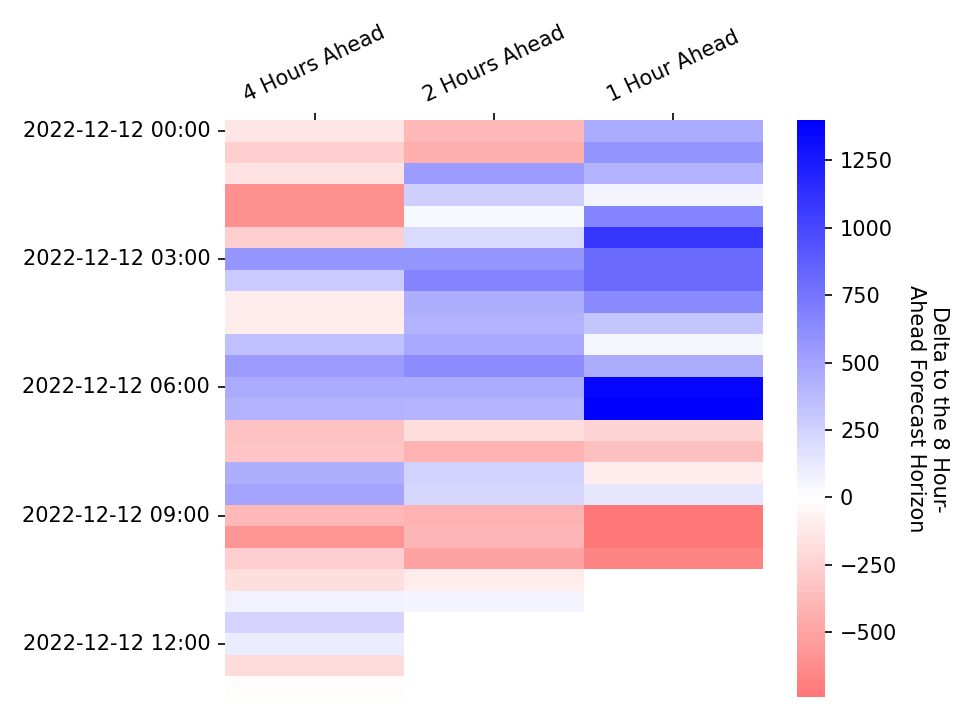 4 Hours Ahead
2 Hours Ahead
1 Hour Ahead
2022-12-12 00:00
2022-12-12 03:00
2022-12-12 06:00
2022-12-12 09:00
2022-12-12 12:00
1250
1000
750
500
250
0
−250
−500
Delta to the 8 Hour-
Ahead Forecast Horizon